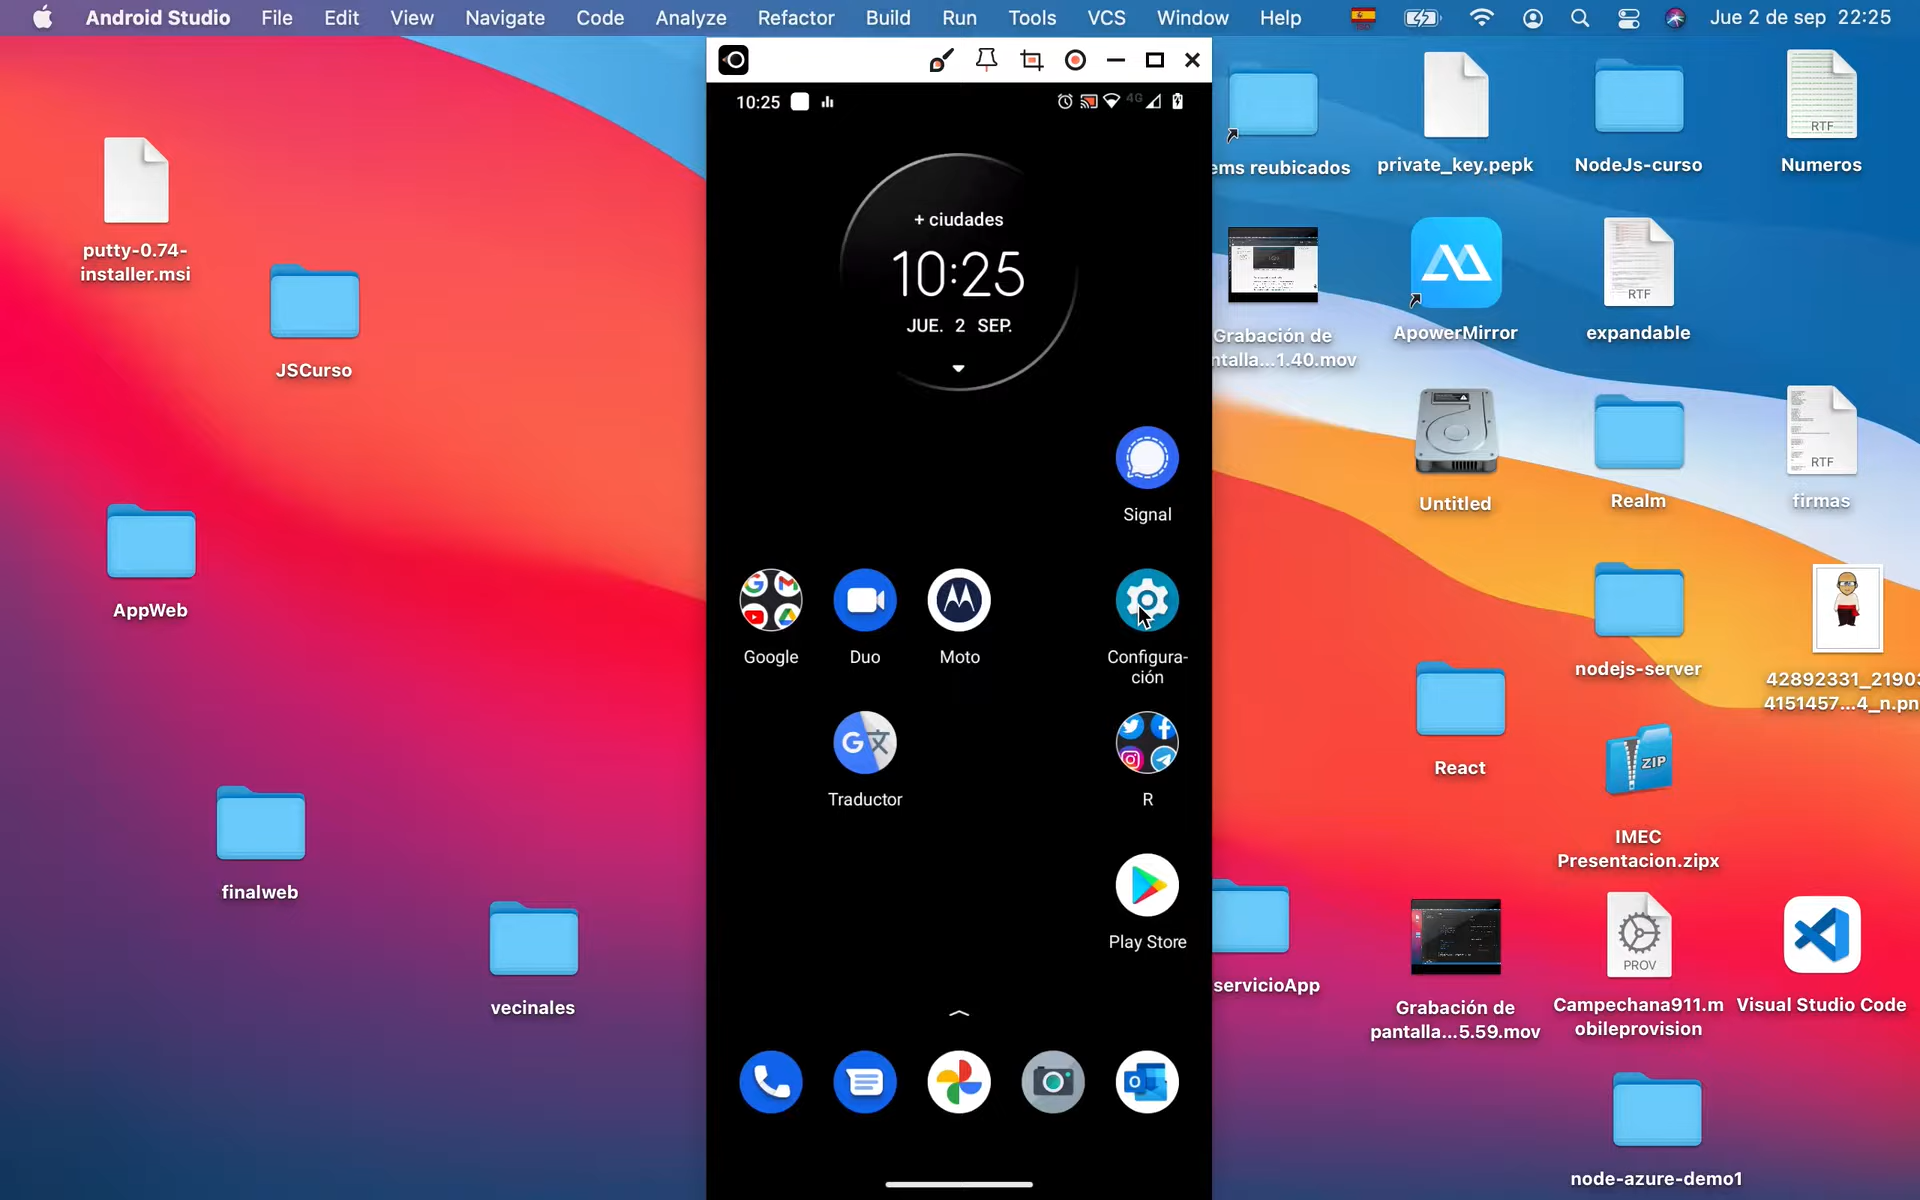 Android Studio File Edit View Navigate Code Analyze Refactor Build Run Tools VCS Window Help Jue 2 de sep 22:25
10:25 4G
+ ciudades
10:25
JUE. 2 SEP.
Signal
Google Duo Moto Configura-
ción
Traductor R
Play Store
putty-0.74-
installer.msi
JSCurso
AppWeb
finalweb
vecinales
ems reubicados
private_key.pepk
NodeJs-curso
RTF
Numeros
Grabación de
ntalla...1.40.mov
ApowerMirror
RTF
expandable
Untitled
Realm
RTF
firmas
nodejs-server
42892331_2190
4151457...4_n.pn
React
ZIP
IMEC
Presentacion.zipx
servicioApp
Grabación de
pantalla...5.59.mov
PROV
Campechana911.m
obileprovision
Visual Studio Code
node-azure-demo1